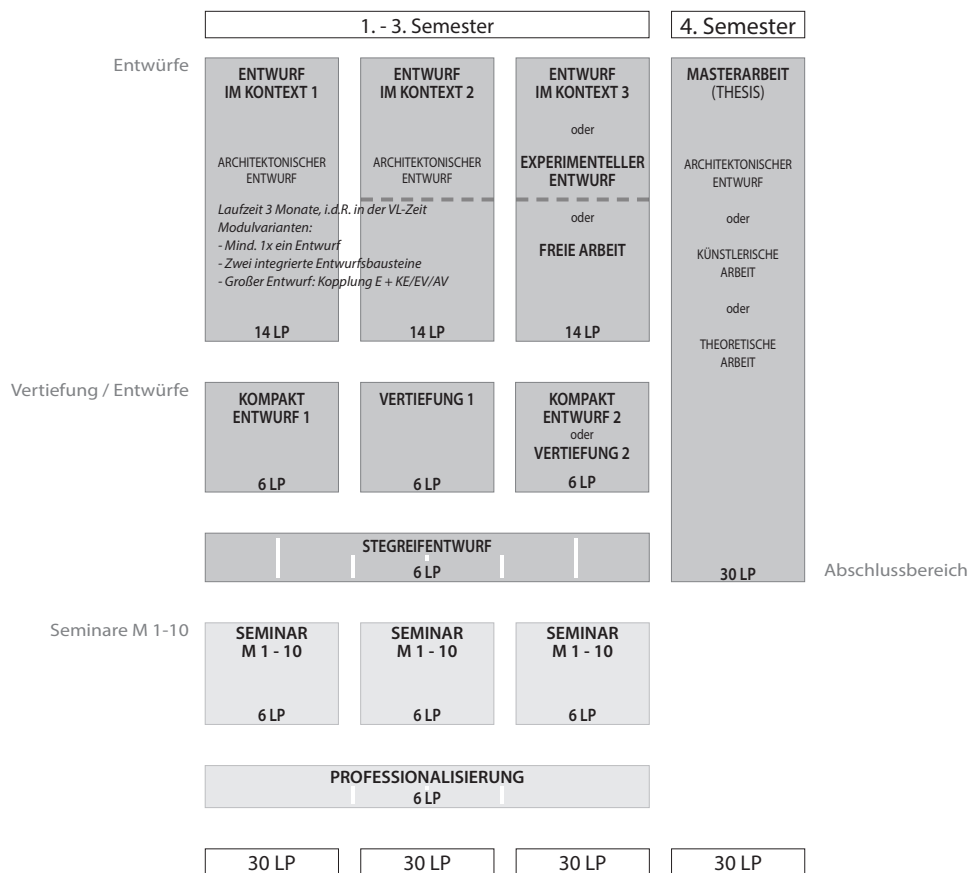 1. - 3. Semester
4. Semester
Entwürfe
ENTWURF
IM KONTEXT 1
ARCHITEKTONISCHER
ENTWURF
Laufzeit 3 Monate, i.d.R. in der VL-Zeit
Modulvarianten:
- Mind. 1x ein Entwurf
- Zwei integrierte Entwurfsbausteine
- Großer Entwurf: Kopplung E + KE/EV/AV
14 LP
ENTWURF
IM KONTEXT 2
ARCHITEKTONISCHER
ENTWURF
14 LP
ENTWURF
IM KONTEXT 3
oder
EXPERIMENTELLER
ENTWURF
oder
FREIE ARBEIT
14 LP
MASTERARBEIT
(THESIS)
ARCHITEKTONISCHER
ENTWURF
oder
KÜNSTLERISCHE
ARBEIT
oder
THEORETISCHE
ARBEIT
30 LP
Abschlussbereich
Vertiefung / Entwürfe
KOMPAKT
ENTWURF 1
6 LP
VERTIEFUNG 1
6 LP
KOMPAKT
ENTWURF 2
oder
VERTIEFUNG 2
6 LP
STEGREIFENTWURF
6 LP
Seminare M 1-10
SEMINAR
M 1 - 10
6 LP
SEMINAR
M 1 - 10
6 LP
SEMINAR
M 1 - 10
6 LP
PROFESSIONALISIERUNG
6 LP
30 LP
30 LP
30 LP
30 LP